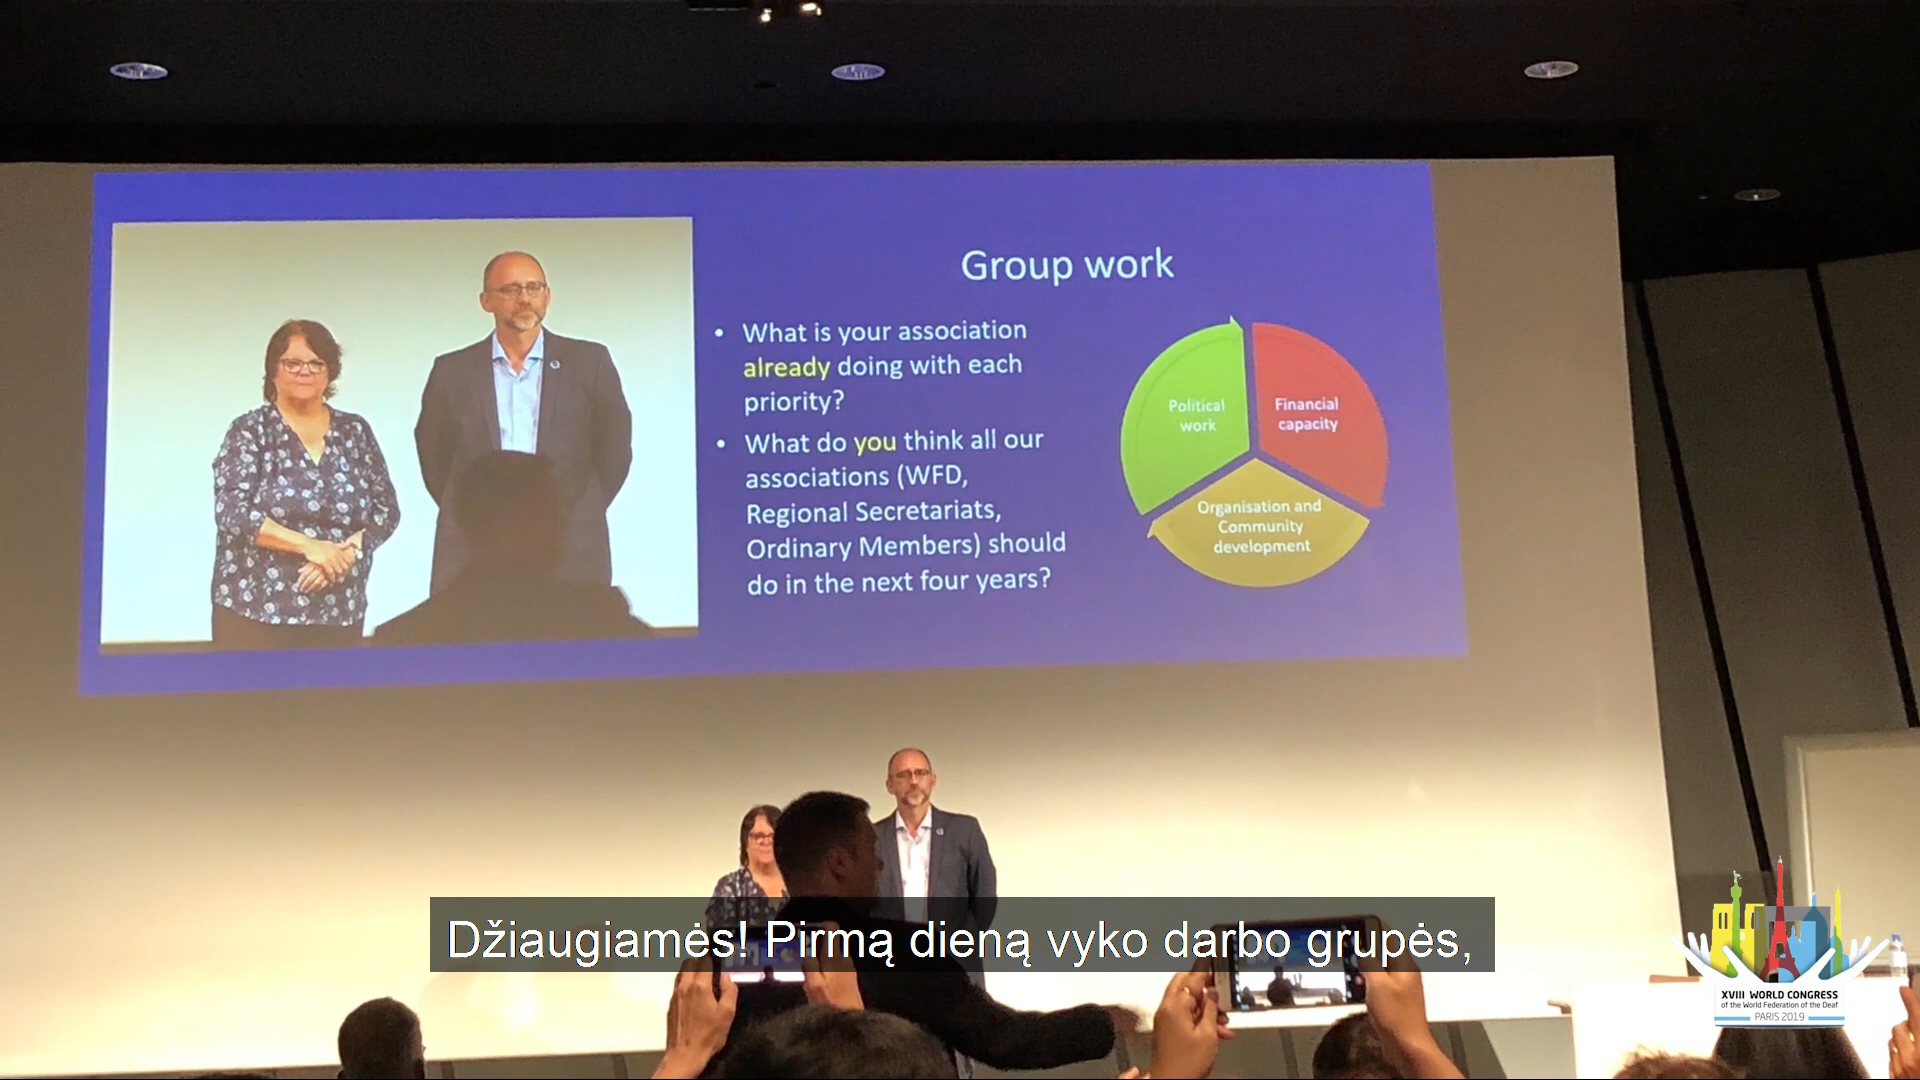 Group work
• What is your association
already doing with each
priority?
• What do you think all our
associations (WFD,
Regional Secretariats,
Ordinary Members) should
do in the next four years?
Political
work
Financial
capacity
Organisation and
Community
development
Džiaugiamės! Pirmą dieną vyko darbo grupės,
XVIII WORLD CONGRESS
of the World Federation of the Deaf
PARIS 2019